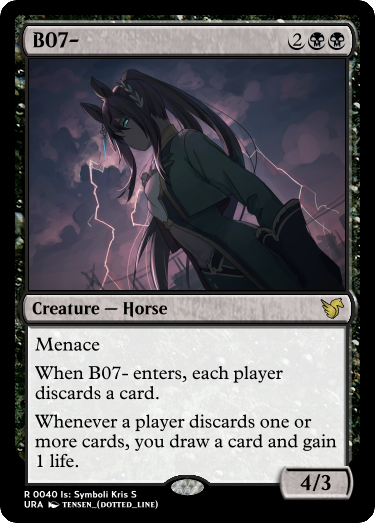 B07- 2
Creature — Horse
Menace
When B07- enters, each player
discards a card.
Whenever a player discards one or
more cards, you draw a card and gain
1 life.
4/3
R 0040 Is: Symboli Kris S
URA TENSEN_(DOTTED_LINE)